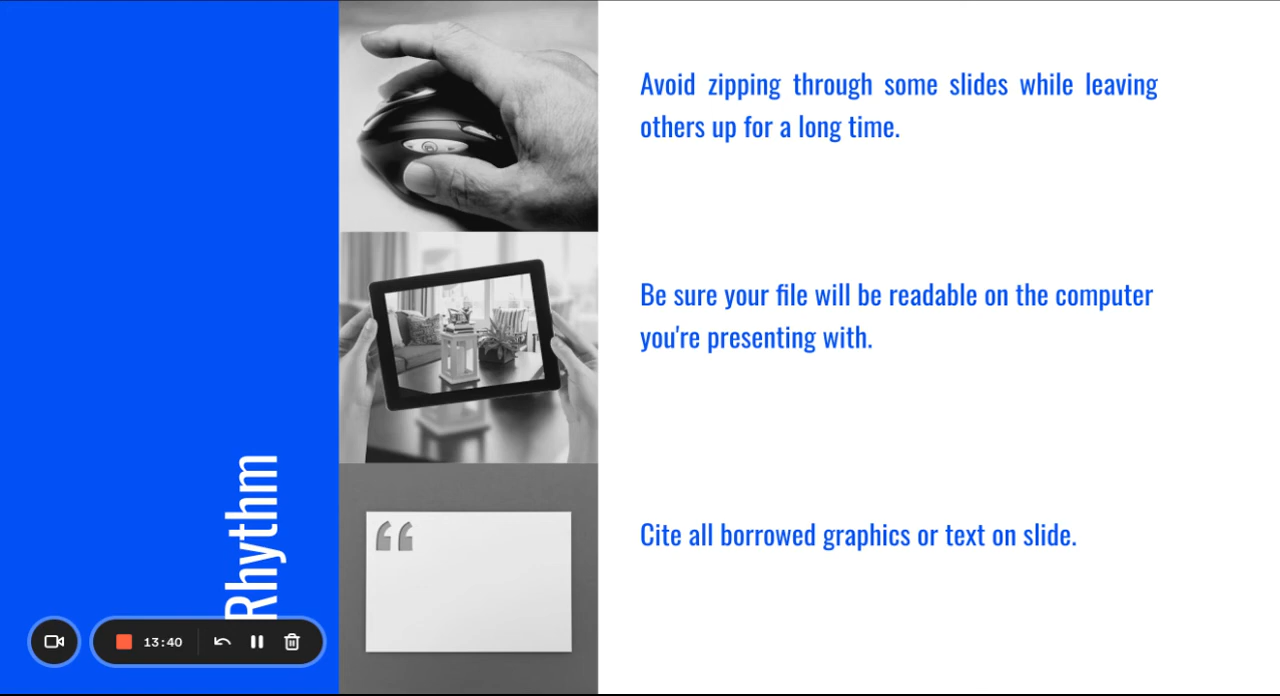 Rhythm
Avoid zipping through some slides while leaving
others up for a long time.
Be sure your file will be readable on the computer
you're presenting with.
“
Cite all borrowed graphics or text on slide.
13:40